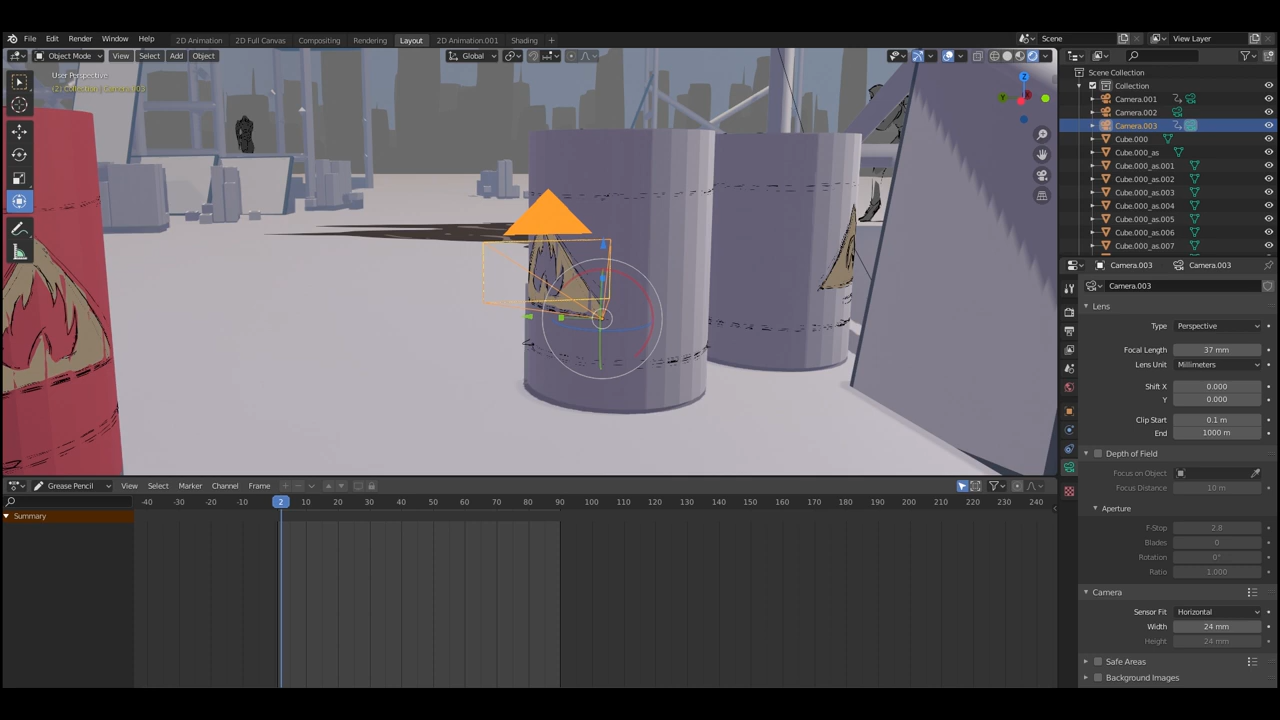 File Edit Render Window Help 2D Animation 2D Full Canvas Compositing Rendering Layout 2D Animation.001 Shading + Scene View Layer
Object Mode View Select Add Object Global
User Perspective
(2) Collection | Camera.003
Scene Collection
Collection
Camera.001
Camera.002
Camera.003
Cube.000
Cube.000_as
Cube.000_as.001
Cube.000_as.002
Cube.000_as.003
Cube.000_as.004
Cube.000_as.005
Cube.000_as.006
Cube.000_as.007
Camera.003 Camera.003
Camera.003
Lens
Type Perspective
Focal Length 37 mm
Lens Unit Millimeters
Shift X 0.000
Y 0.000
Clip Start 0.1 m
End 1000 m
Depth of Field
Focus on Object
Focus Distance 10 m
Aperture
F-Stop 2.8
Blades 0
Rotation 0°
Ratio 1.000
Camera
Sensor Fit Horizontal
Width 24 mm
Height 24 mm
Safe Areas
Background Images
Grease Pencil View Select Marker Channel Frame
-40 -30 -20 -10 2 10 20 30 40 50 60 70 80 90 100 110 120 130 140 150 160 170 180 190 200 210 220 230 240
Summary